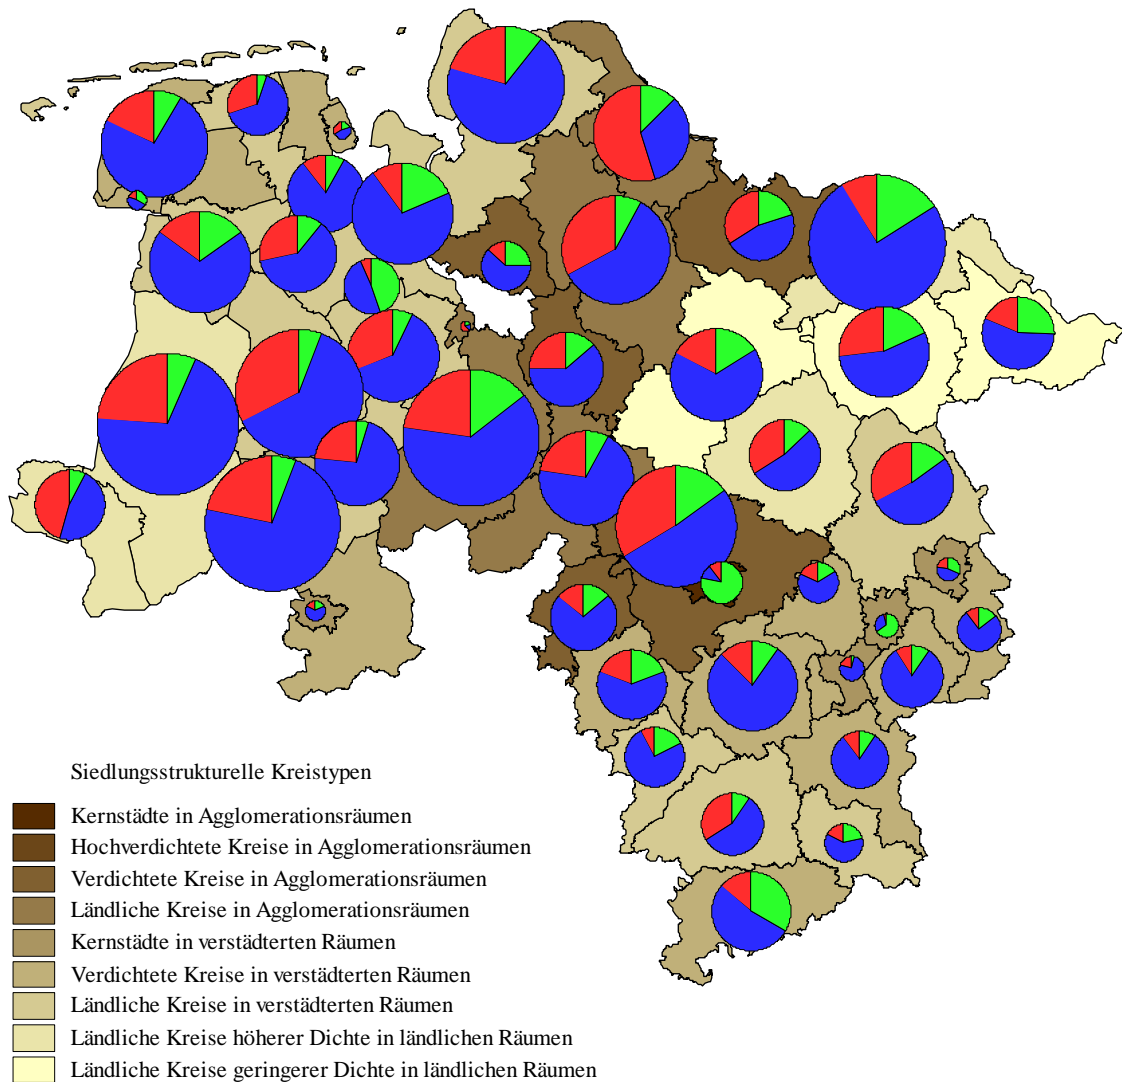 Siedlungsstrukturelle Kreistypen
Kernstädte in Agglomerationsräumen
Hochverdichtete Kreise in Agglomerationsräumen
Verdichtete Kreise in Agglomerationsräumen
Ländliche Kreise in Agglomerationsräumen
Kernstädte in verstädterten Räumen
Verdichtete Kreise in verstädterten Räumen
Ländliche Kreise in verstädterten Räumen
Ländliche Kreise höherer Dichte in ländlichen Räumen
Ländliche Kreise geringerer Dichte in ländlichen Räumen